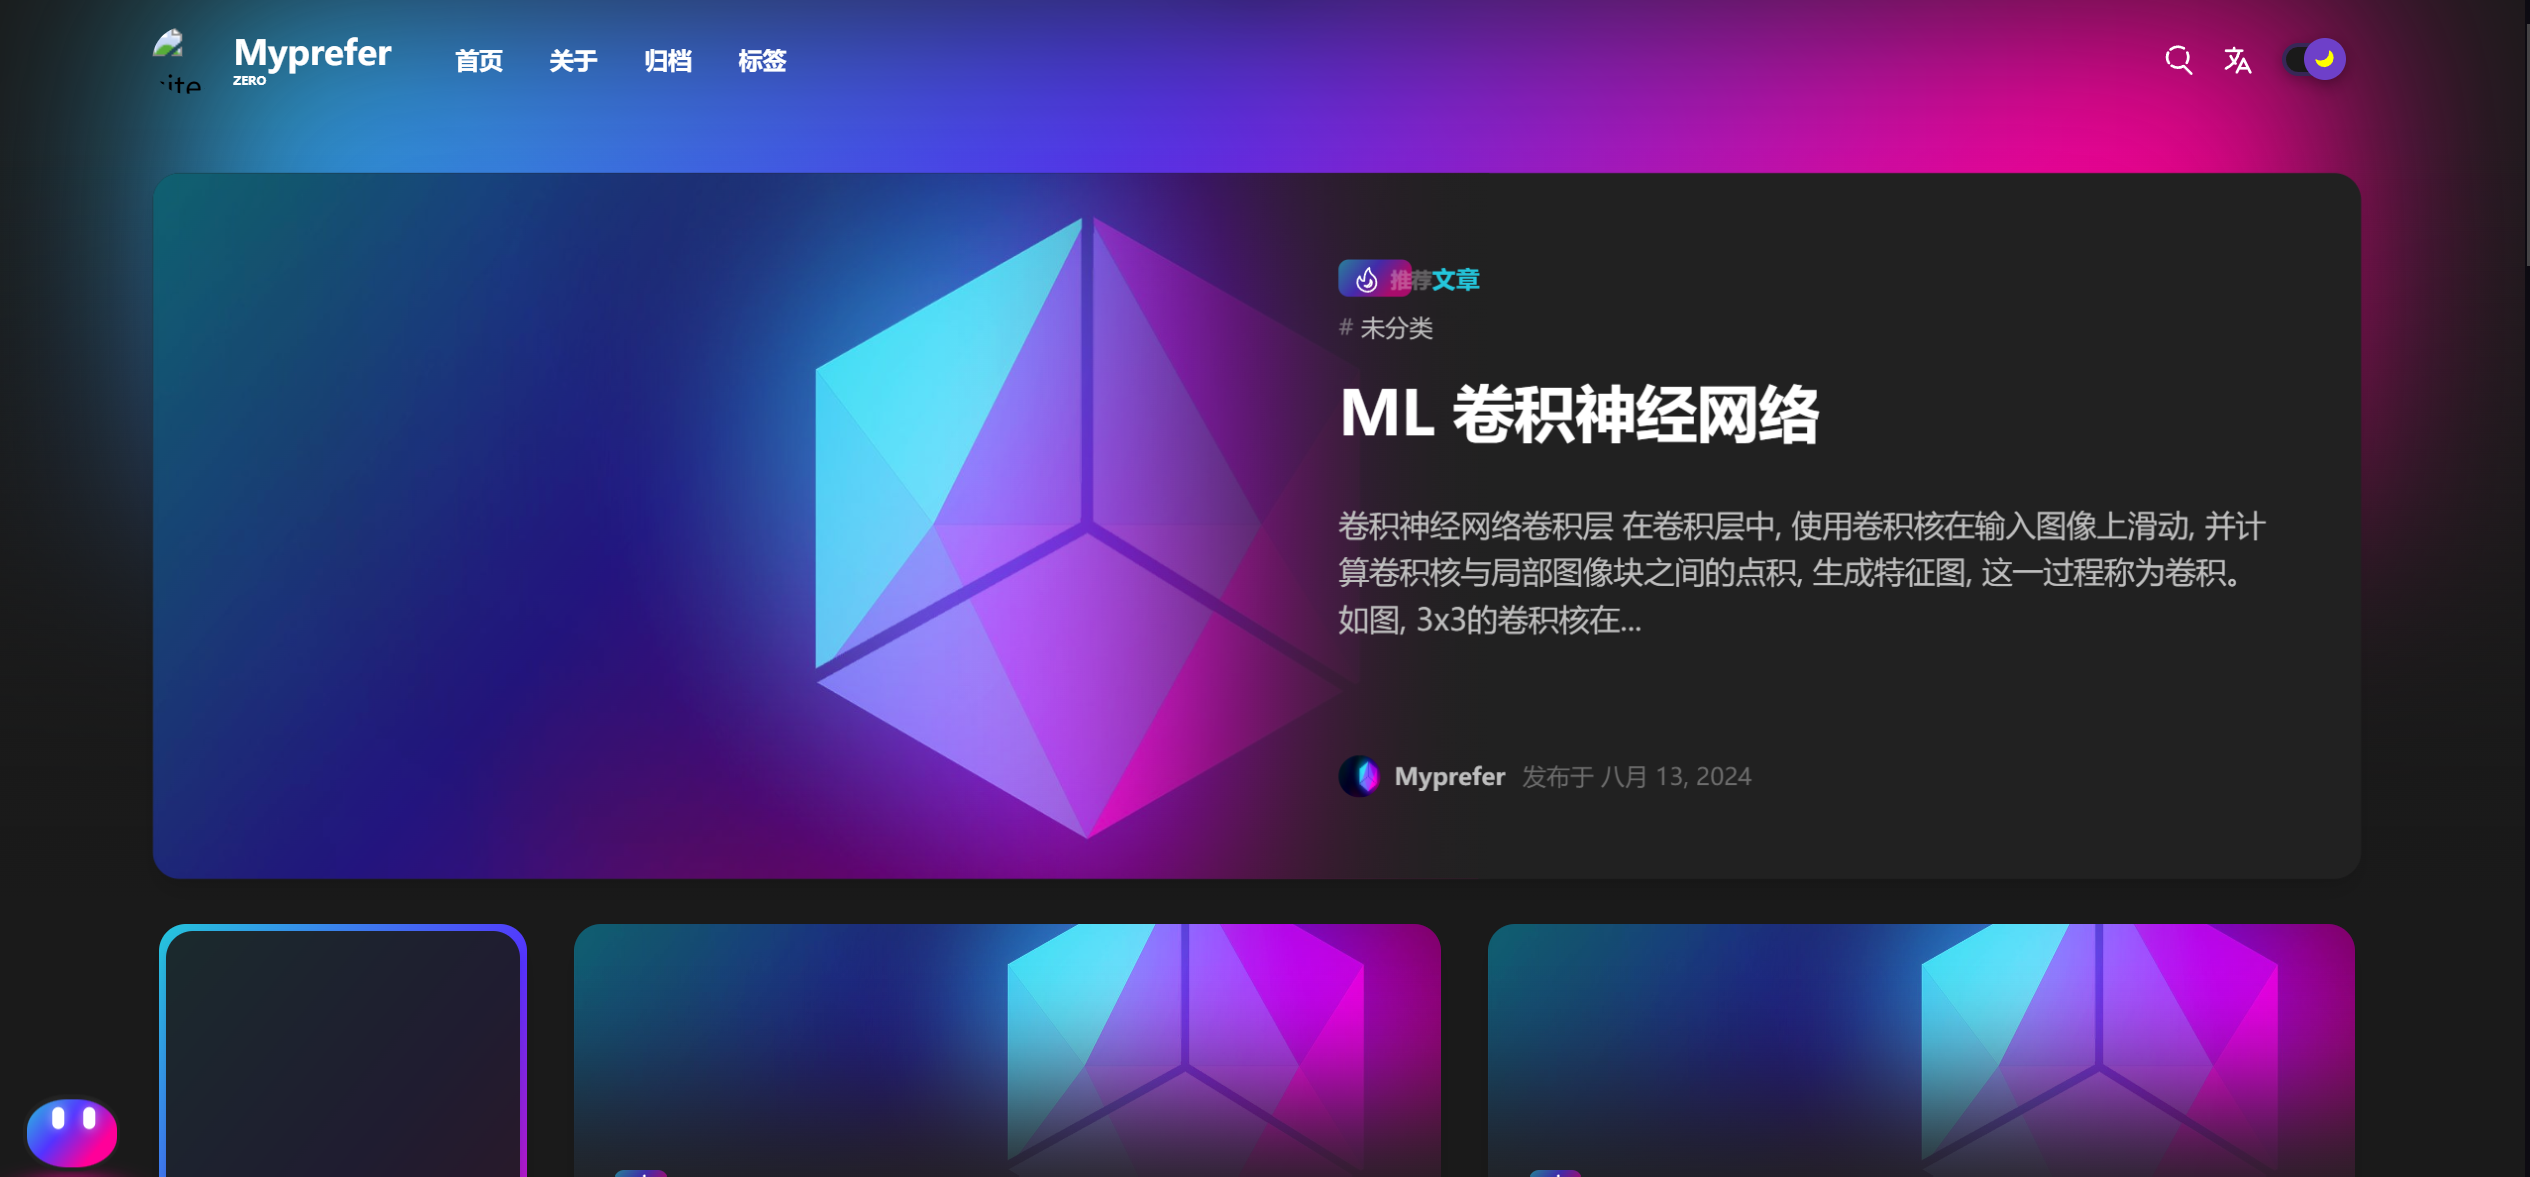 Myprefer
ZERO
首页 关于 归档 标签
推荐文章
# 未分类
ML 卷积神经网络
卷积神经网络卷积层 在卷积层中, 使用卷积核在输入图像上滑动, 并计
算卷积核与局部图像块之间的点积, 生成特征图, 这一过程称为卷积。
如图, 3x3的卷积核在...
Myprefer 发布于 八月 13, 2024